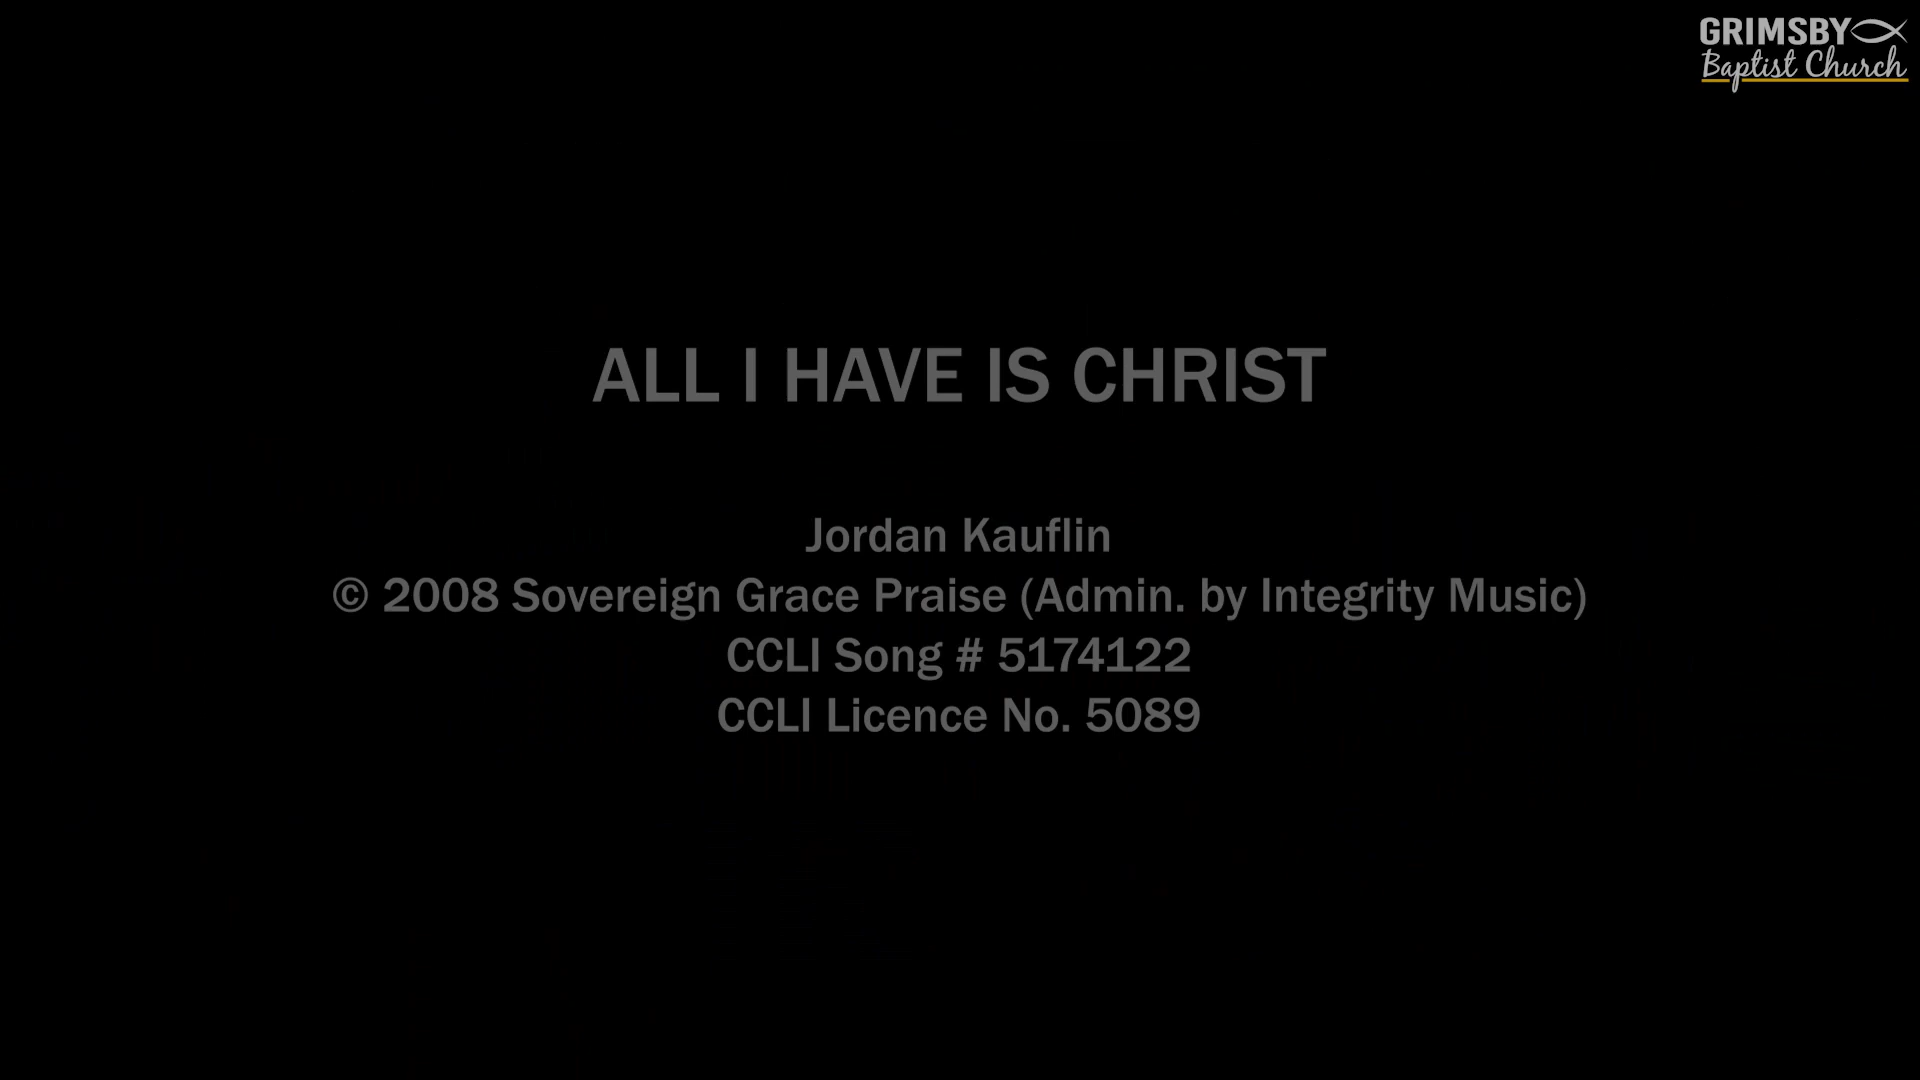 GRIMSBY
Baptist Church
ALL I HAVE IS CHRIST
Jordan Kauflin
© 2008 Sovereign Grace Praise (Admin. by Integrity Music)
CCLI Song # 5174122
CCLI Licence No. 5089